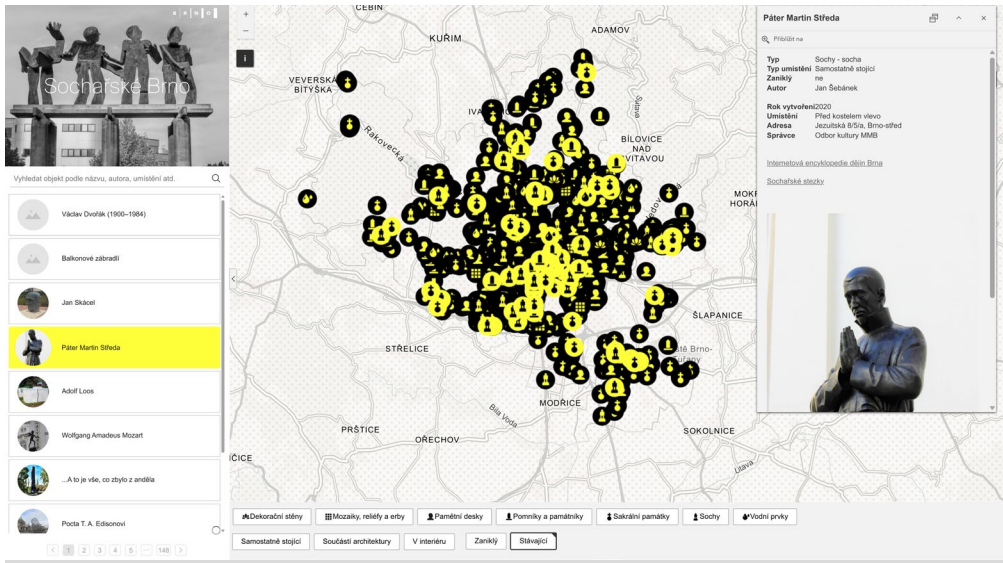 BRNO
Sochařské Brno
Vyhledat objekt podle názvu, autora, umístění atd.
Václav Dvořák (1900–1984)
Balkonové zábradlí
Jan Skácel
Páter Martin Středa
Adolf Loos
Wolfgang Amadeus Mozart
...A to je vše, co zbylo z anděla
Pocta T. A. Edisonovi
< 1 2 3 4 5 ··· 148 >
+
−
i
CEBIN
KUŘIM
ADAMOV
VEVERSKÁ
BÍTÝŠKA
Rakovecká
Svitava
BÍLOVICE
NAD
SVITAVOU
ŠLAPANICE
STŘELICE
MODŘICE
Bílá Voda
PRŠTICE
OŘECHOV
SOKOLNICE
Litava
Páter Martin Středa
Přiblížit na
Typ Sochy - socha
Typ umístění Samostatně stojící
Zaniklý ne
Autor Jan Šebánek
Rok vytvoření 2020
Umístění Před kostelem vlevo
Adresa Jezuitská 8/5/a, Brno-střed
Správce Odbor kultury MMB
Internetová encyklopedie dějin Brna
Sochařské stezky
Dekorační stěny
Mozaiky, reliéfy a erby
Pamětní desky
Pomníky a památníky
Sakrální památky
Sochy
Vodní prvky
Samostatně stojící
Součástí architektury
V interiéru
Zaniklý
Stávající